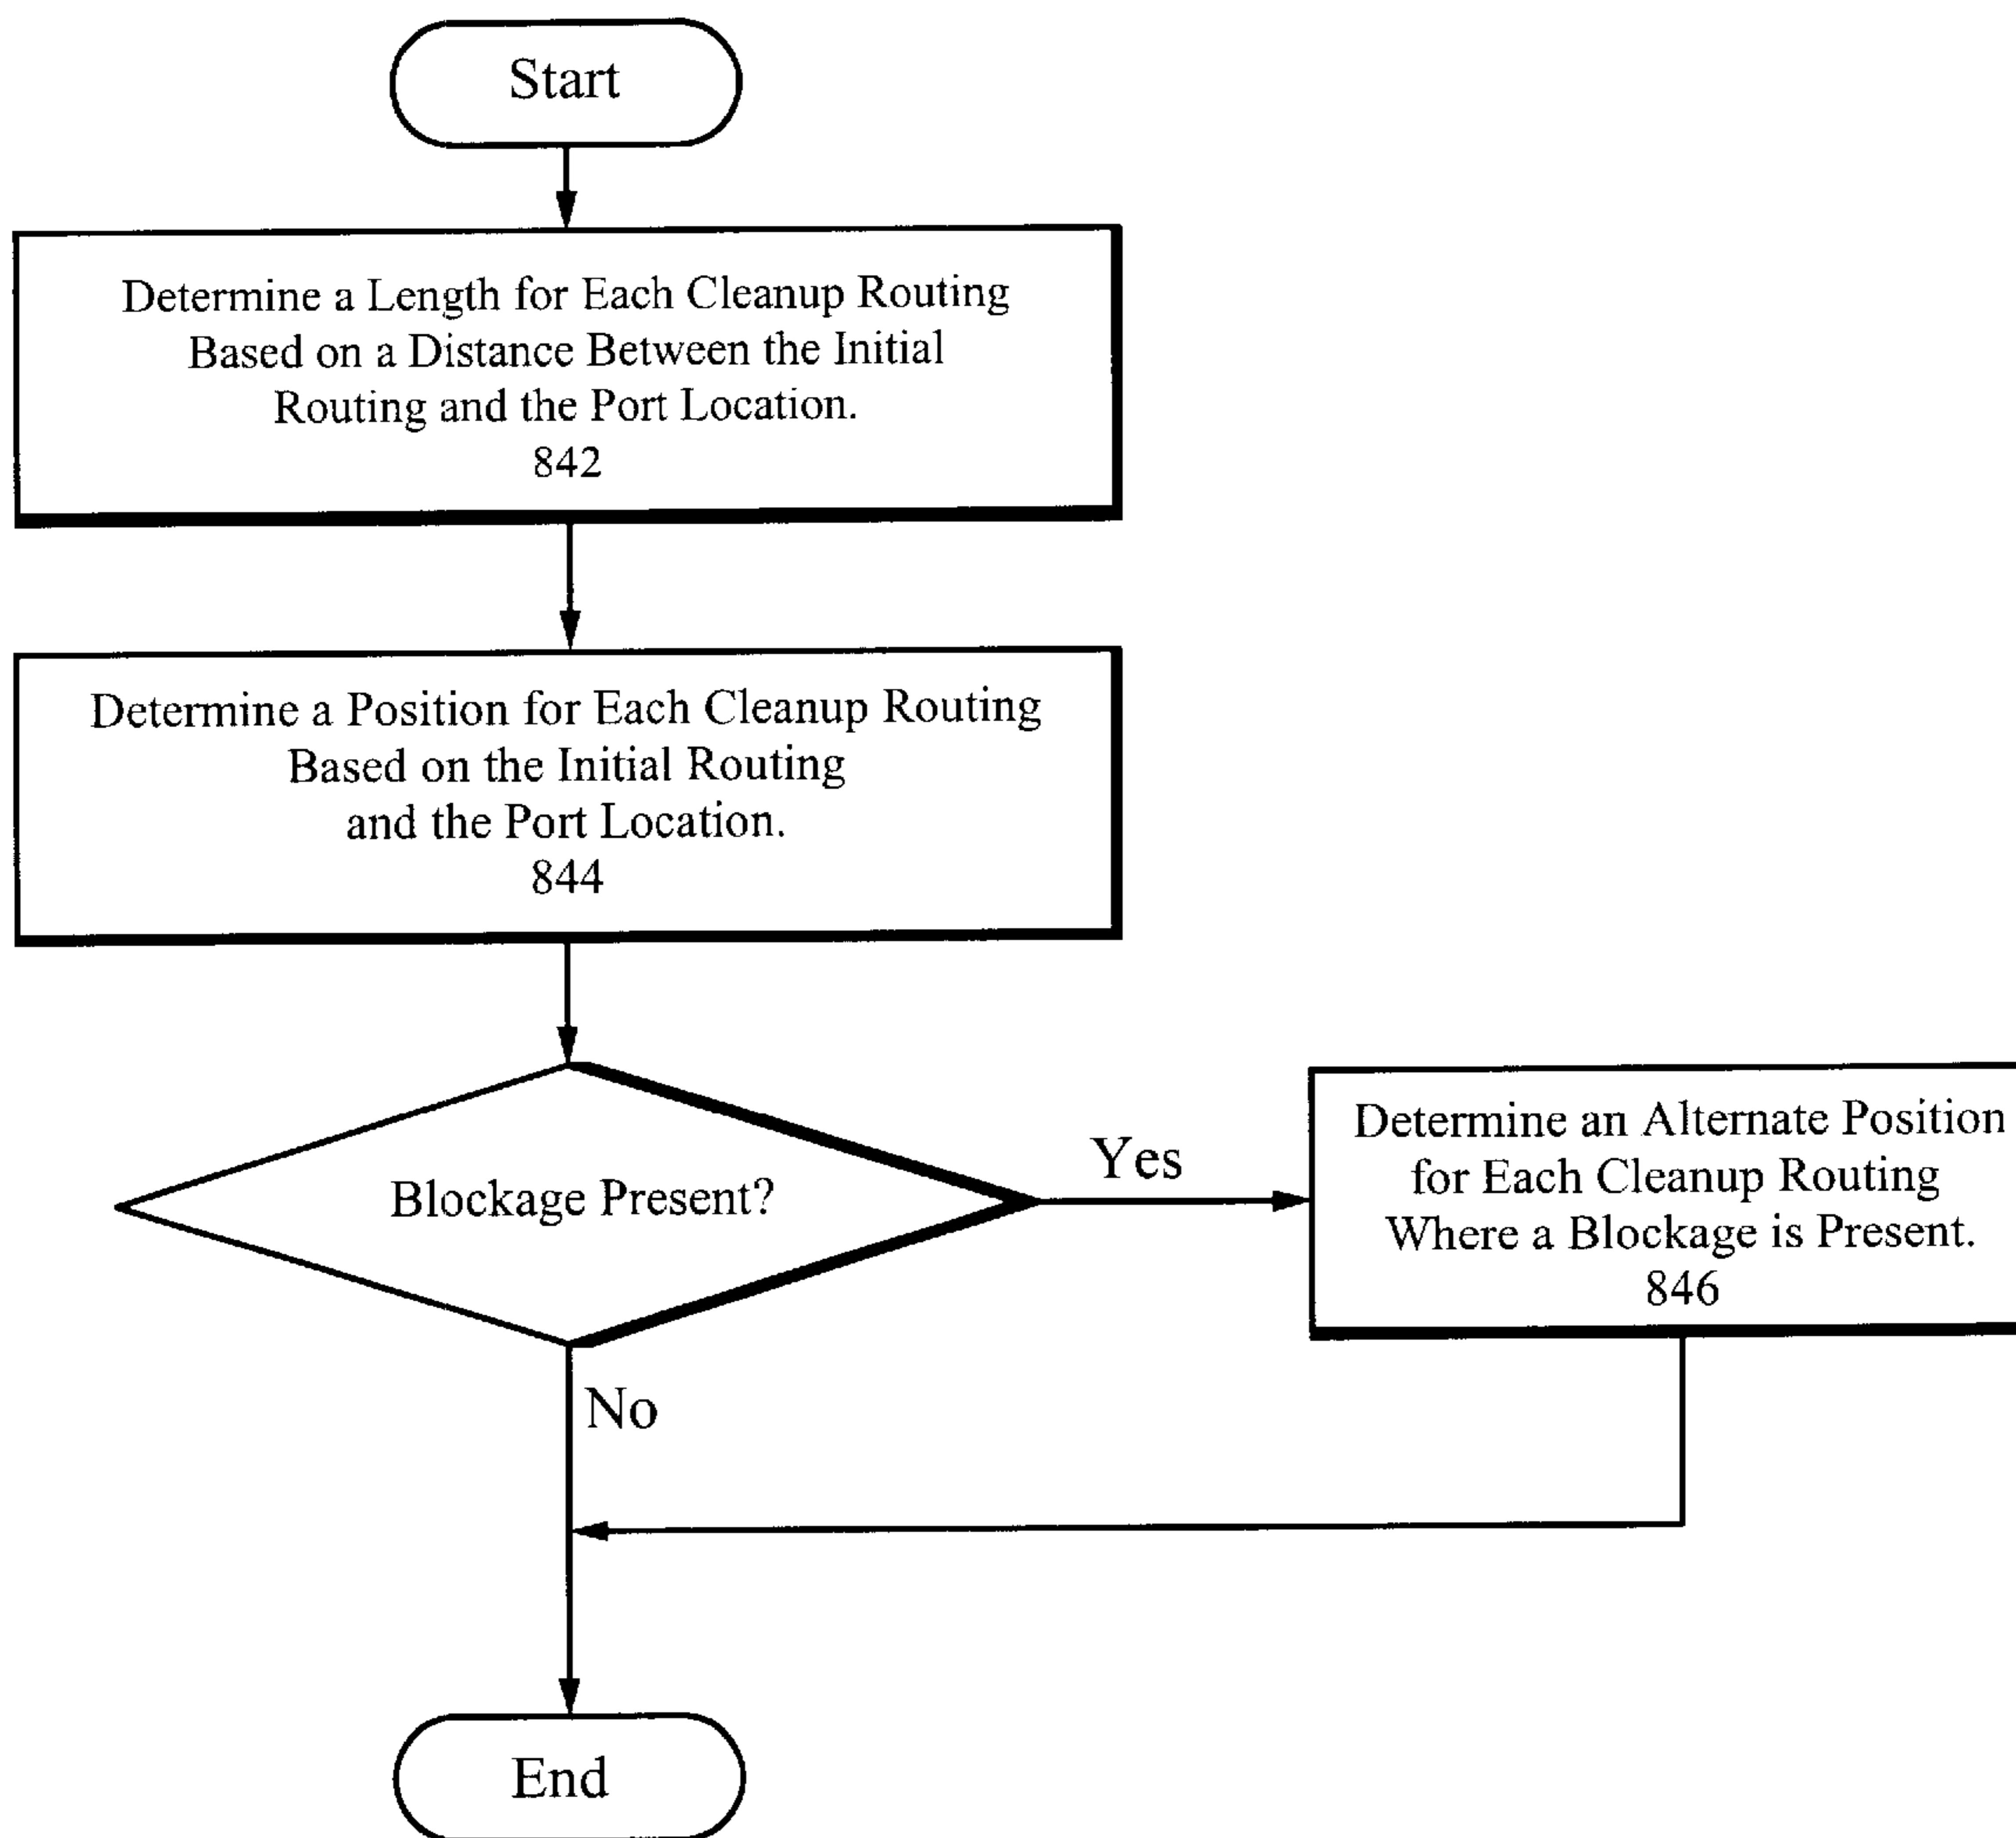 Start
Determine a Length for Each Cleanup Routing
Based on a Distance Between the Initial
Routing and the Port Location.
842
Determine a Position for Each Cleanup Routing
Based on the Initial Routing
and the Port Location.
844
Blockage Present?
Yes
Determine an Alternate Position
for Each Cleanup Routing
Where a Blockage is Present.
846
No
End